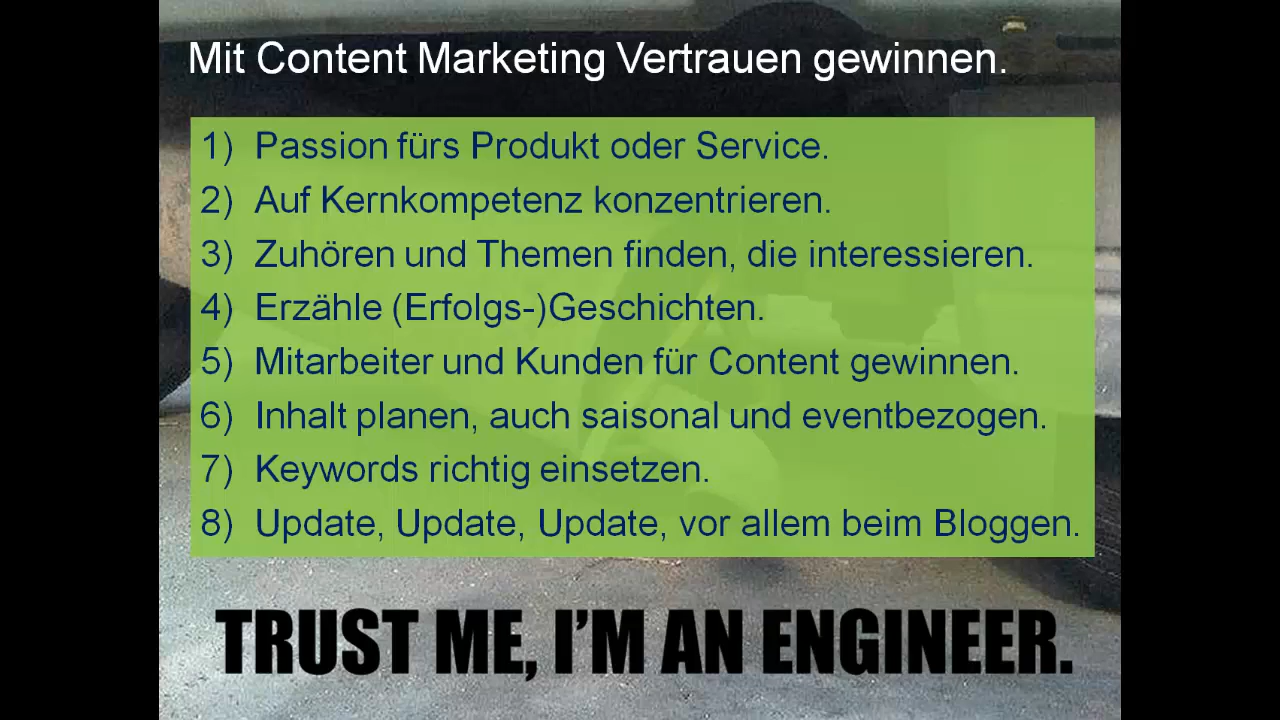 Mit Content Marketing Vertrauen gewinnen.
1) Passion fürs Produkt oder Service.
2) Auf Kernkompetenz konzentrieren.
3) Zuhören und Themen finden, die interessieren.
4) Erzähle (Erfolgs-)Geschichten.
5) Mitarbeiter und Kunden für Content gewinnen.
6) Inhalt planen, auch saisonal und eventbezogen.
7) Keywords richtig einsetzen.
8) Update, Update, Update, vor allem beim Bloggen.
TRUST ME, I'M AN ENGINEER.